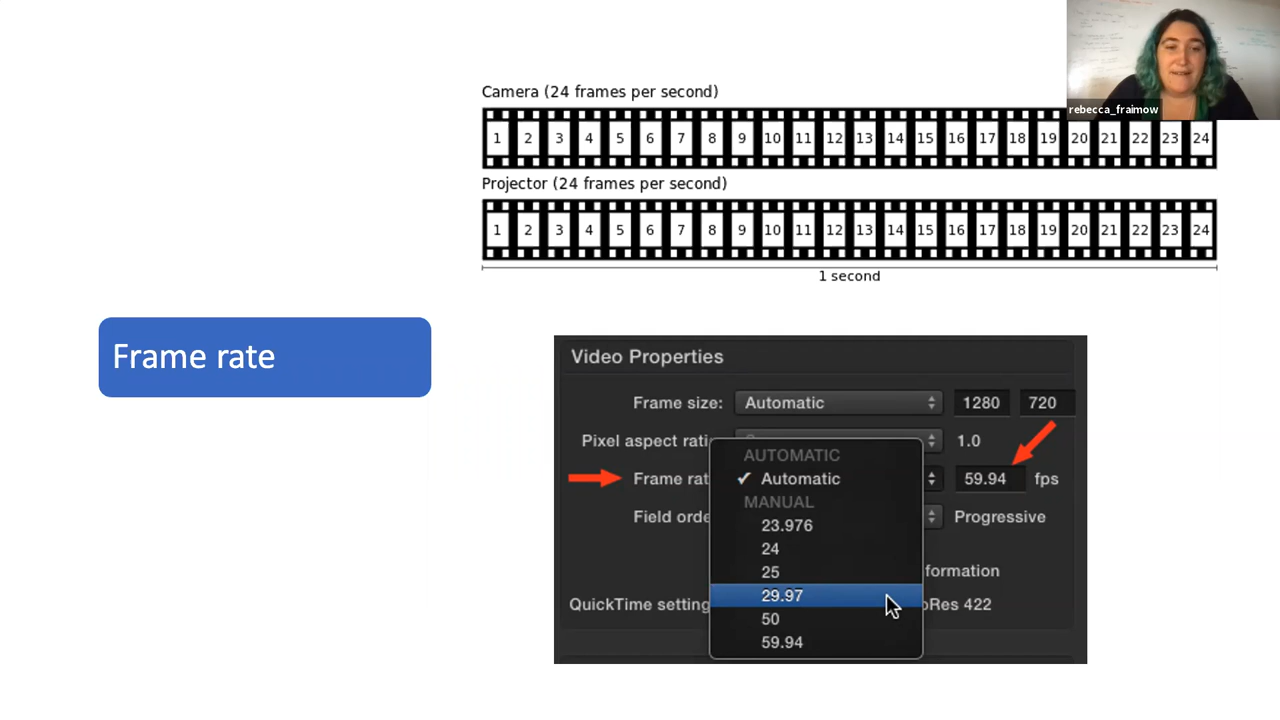 rebecca_fraimow
Camera (24 frames per second)
1 2 3 4 5 6 7 8 9 10 11 12 13 14 15 16 17 18 19 20 21 22 23 24
Projector (24 frames per second)
1 2 3 4 5 6 7 8 9 10 11 12 13 14 15 16 17 18 19 20 21 22 23 24
1 second
Frame rate
Video Properties
Frame size: Automatic 1280 720
Pixel aspect rati 1.0
AUTOMATIC
Frame rat ✓ Automatic 59.94 fps
MANUAL
Field orde Progressive
23.976
24
25 formation
29.97
QuickTime setting oRes 422
50
59.94